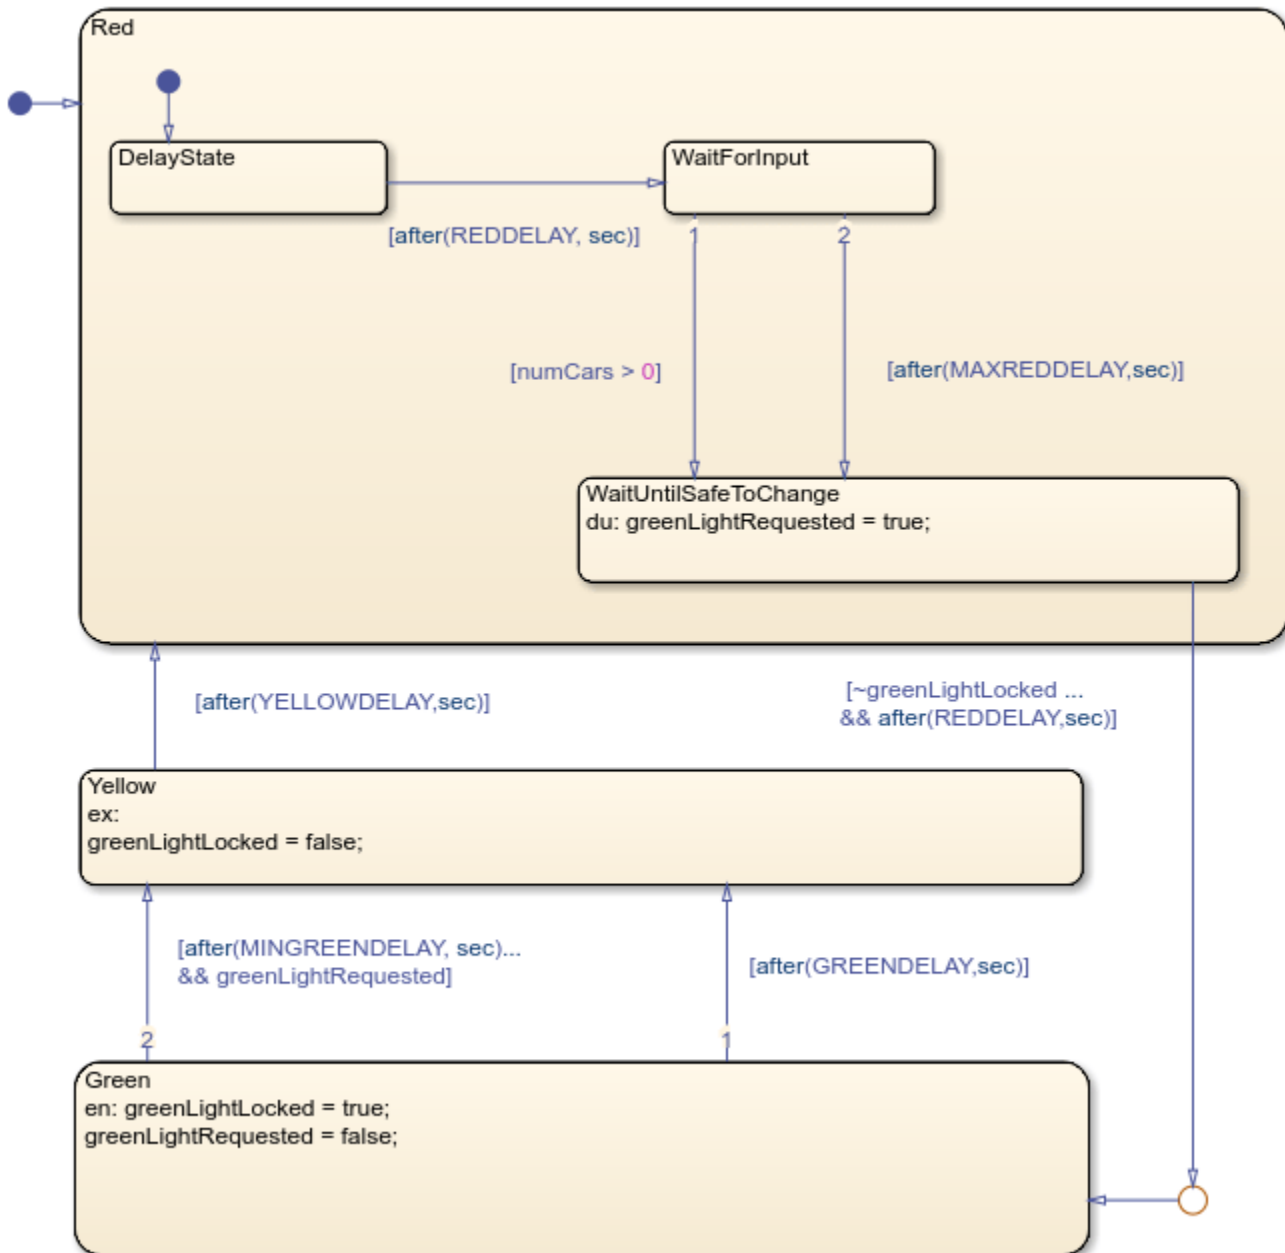 Red
DelayState
WaitForInput
[after(REDDELAY, sec)]
1
2
[numCars > 0]
[after(MAXREDDELAY,sec)]
WaitUntilSafeToChange
du: greenLightRequested = true;
[after(YELLOWDELAY,sec)]
[~greenLightLocked ...
&& after(REDDELAY,sec)]
Yellow
ex:
greenLightLocked = false;
[after(MINGREENDELAY, sec)...
&& greenLightRequested]
[after(GREENDELAY,sec)]
2
1
Green
en: greenLightLocked = true;
greenLightRequested = false;